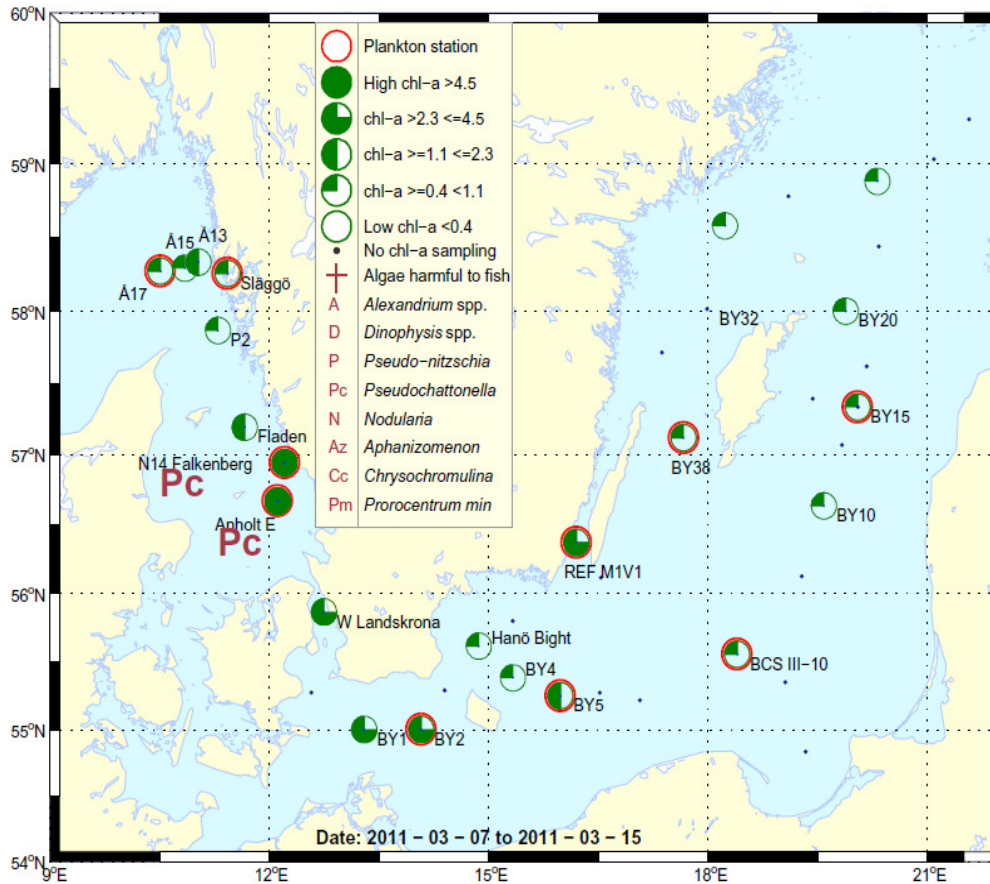 60°N
59°N
58°N
57°N
56°N
55°N
54°N
9°E
12°E
15°E
18°E
21°E
Plankton station
High chl-a >4.5
chl-a >2.3 <=4.5
chl-a >=1.1 <=2.3
chl-a >=0.4 <1.1
Low chl-a <0.4
No chl-a sampling
Algae harmful to fish
A Alexandrium spp.
D Dinophysis spp.
P Pseudo-nitzschia
Pc Pseudochattonella
N Nodularia
Az Aphanizomenon
Cc Chrysochromulina
Pm Prorocentrum min
Å15
Å13
Å17
Släggö
P2
Fladen
N14 Falkenberg
Pc
Anholt E
Pc
W Landskrona
Hanö Bight
BY4
BY5
BY1
BY2
REF M1V1
BY38
BY32
BY20
BY15
BY10
BCS III-10
Date: 2011 - 03 - 07 to 2011 - 03 - 15